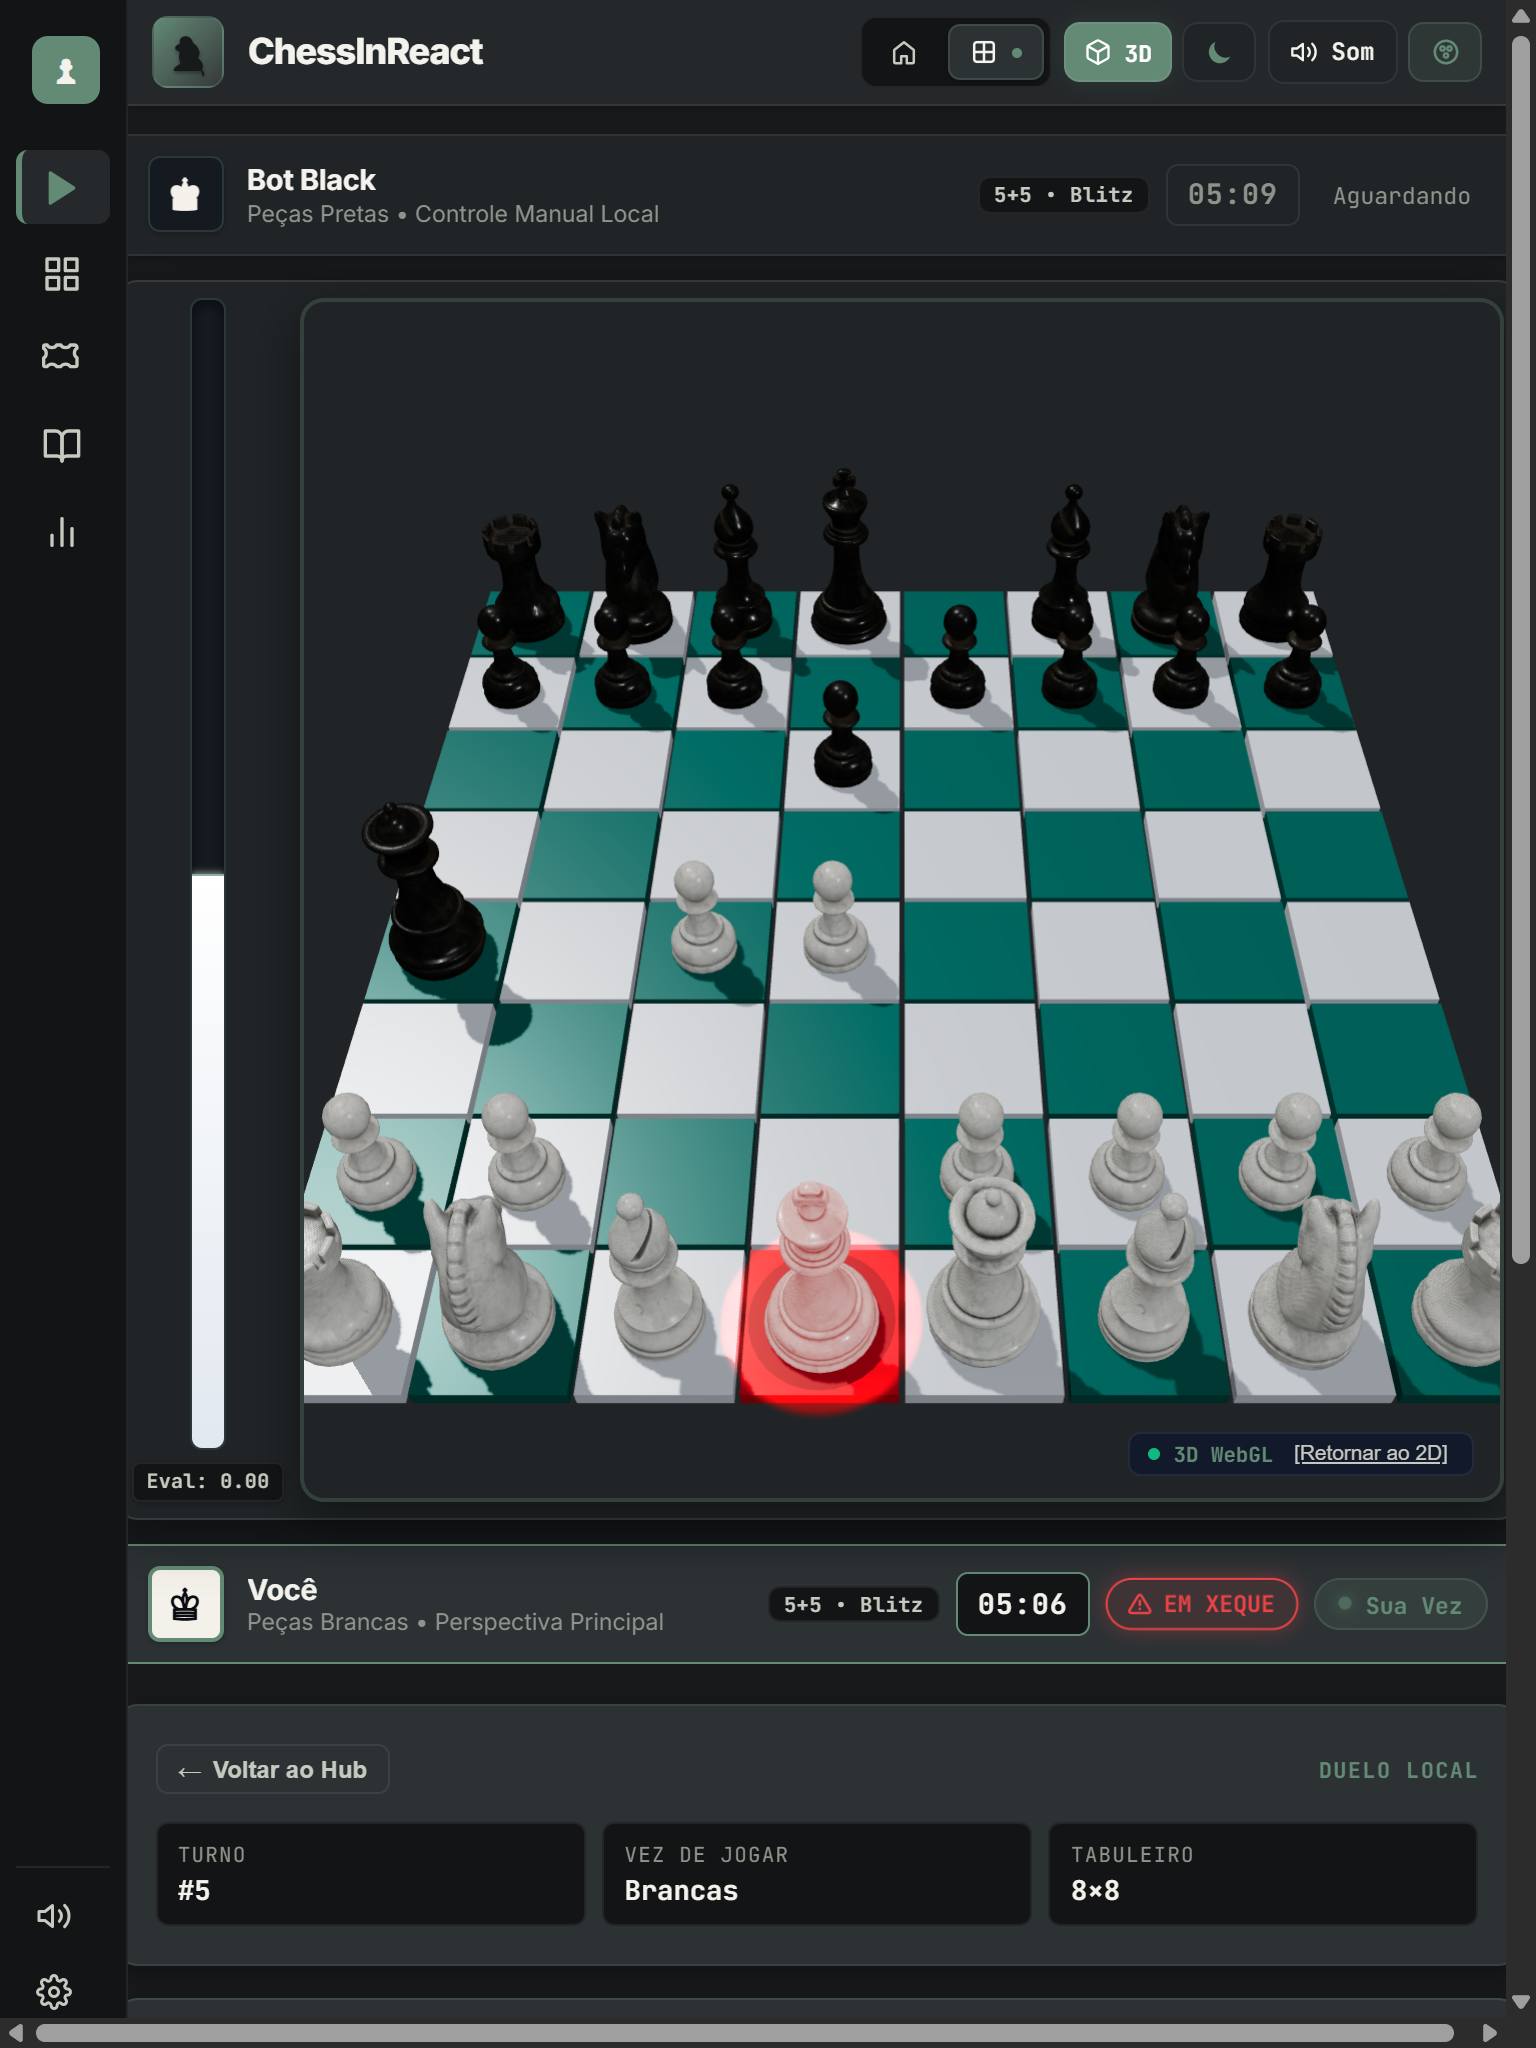 ChessInReact
3D
Som
Bot Black
Peças Pretas • Controle Manual Local
5+5 • Blitz
05:09
Aguardando
Eval: 0.00
3D WebGL
[Retornar ao 2D]
Você
Peças Brancas • Perspectiva Principal
5+5 • Blitz
05:06
EM XEQUE
Sua Vez
← Voltar ao Hub
DUELO LOCAL
TURNO
#5
VEZ DE JOGAR
Brancas
TABULEIRO
8×8